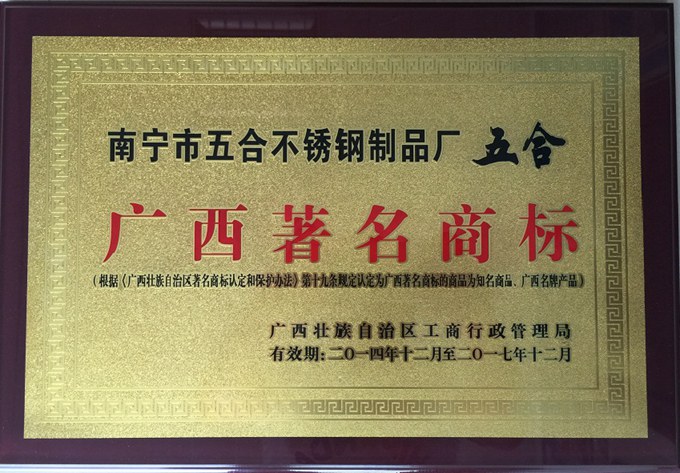 南宁市五合不锈钢制品厂 五合
广西著名商标
（根据《广西壮族自治区著名商标认定和保护办法》第十九条规定认定为广西著名商标的商品为知名商品、广西名牌产品）
广西壮族自治区工商行政管理局
有效期:二〇一四年十二月至二〇一七年十二月